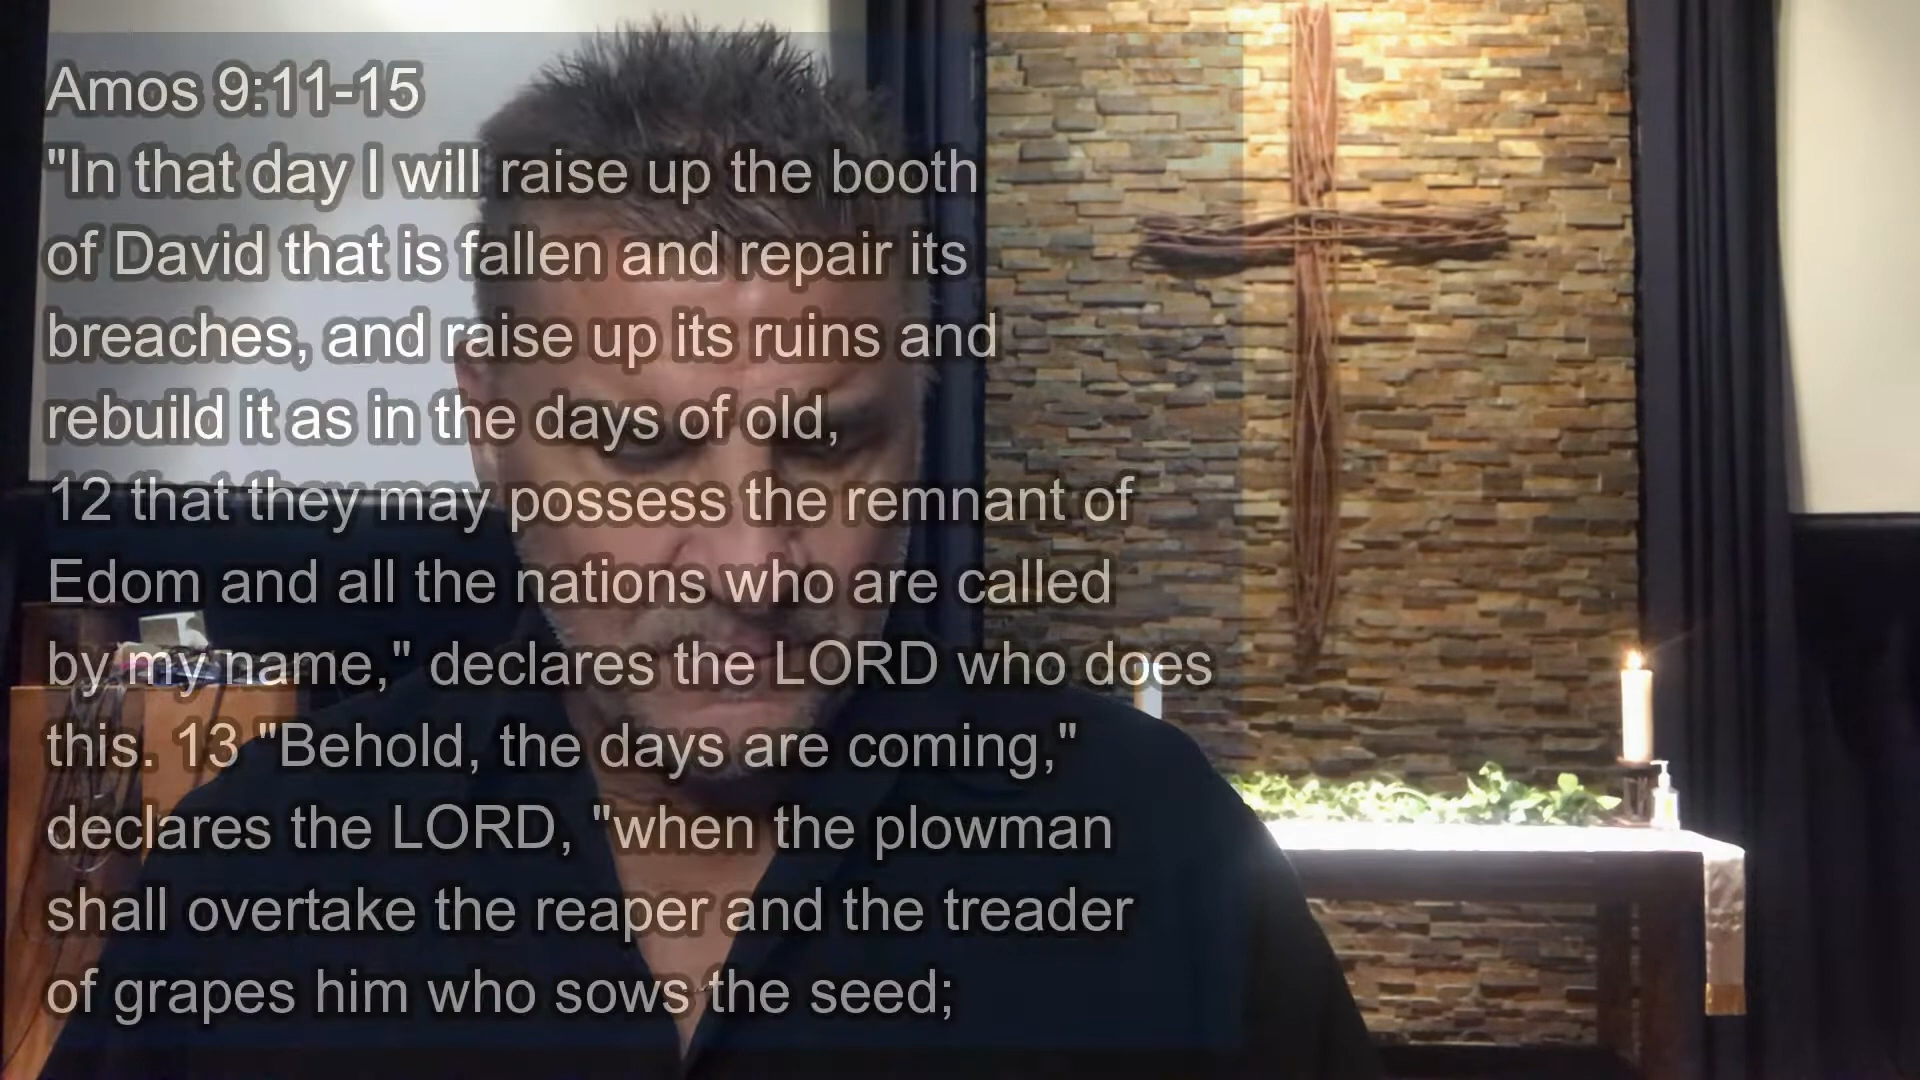 Amos 9:11-15
"In that day I will raise up the booth
of David that is fallen and repair its
breaches, and raise up its ruins and
rebuild it as in the days of old,
12 that they may possess the remnant of
Edom and all the nations who are called
by my name," declares the LORD who does
this. 13 "Behold, the days are coming,"
declares the LORD, "when the plowman
shall overtake the reaper and the treader
of grapes him who sows the seed;